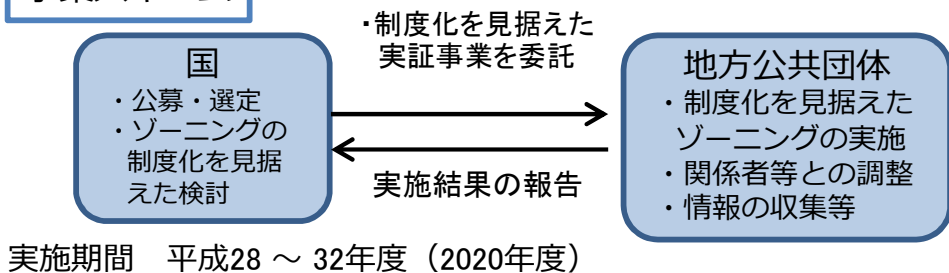 国
・公募・選定
・ゾーニングの
制度化を見据
えた検討
・制度化を見据えた
実証事業を委託
実施結果の報告
地方公共団体
・制度化を見据えた
ゾーニングの実施
・関係者等との調整
・情報の収集等
実施期間　平成28 ～ 32年度（2020年度）